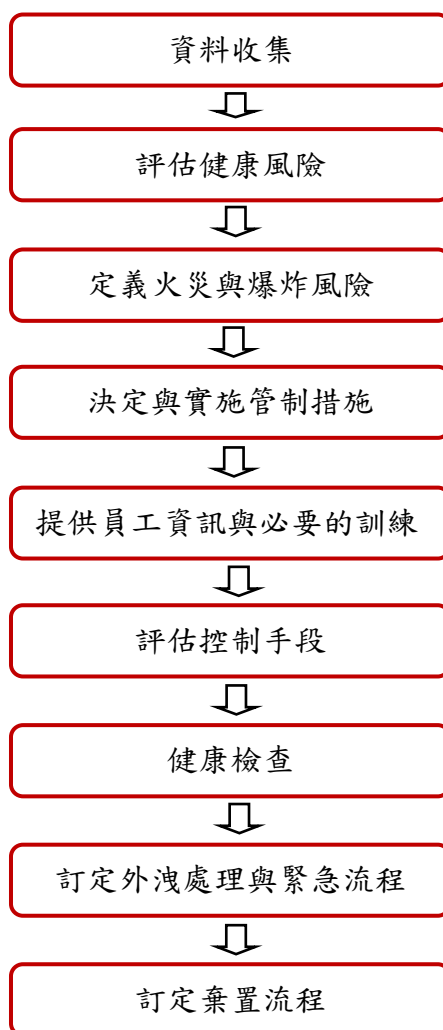 資料收集
評估健康風險
定義火災與爆炸風險
決定與實施管制措施
提供員工資訊與必要的訓練
評估控制手段
健康檢查
訂定外洩處理與緊急流程
訂定棄置流程